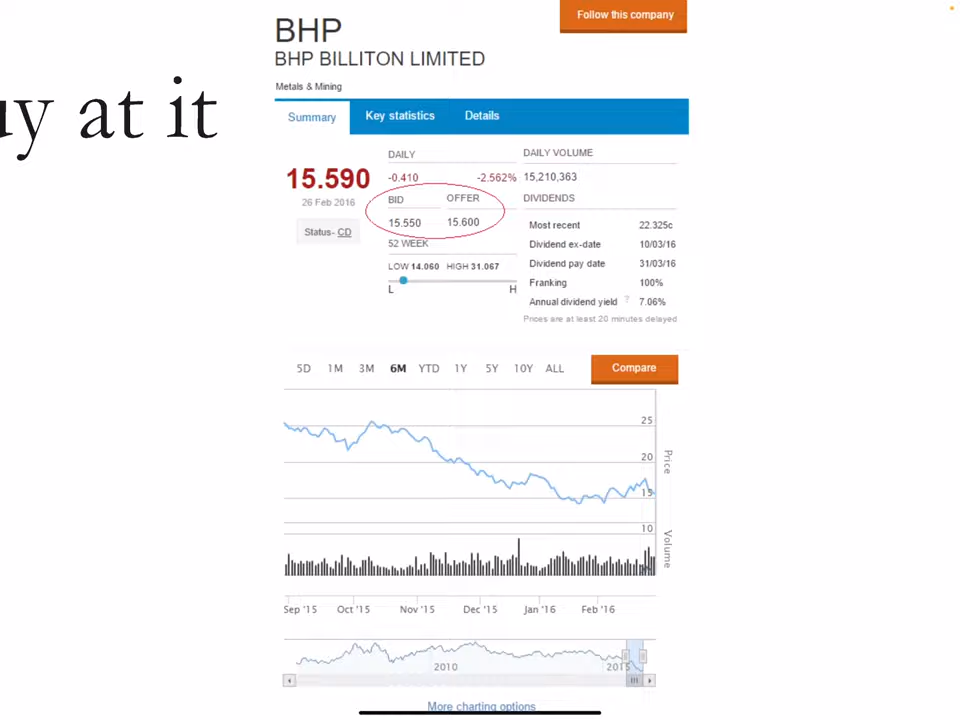 BHP
Follow this company
BHP BILLITON LIMITED
Metals & Mining
at it
Summary Key statistics Details
15.590
26 Feb 2016
Status- CD
DAILY
-0.410 -2.562%
BID OFFER
15.550 15.600
52 WEEK
LOW 14.060 HIGH 31.067
L H
DAILY VOLUME
15,210,363
DIVIDENDS
Most recent 22.325c
Dividend ex-date 10/03/16
Dividend pay date 31/03/16
Franking 100%
Annual dividend yield ? 7.06%
Prices are at least 20 minutes delayed
5D 1M 3M 6M YTD 1Y 5Y 10Y ALL
Compare
25
20
15
10
Price
Volume
Sep '15 Oct '15 Nov '15 Dec '15 Jan '16 Feb '16
2010 2015
More charting options